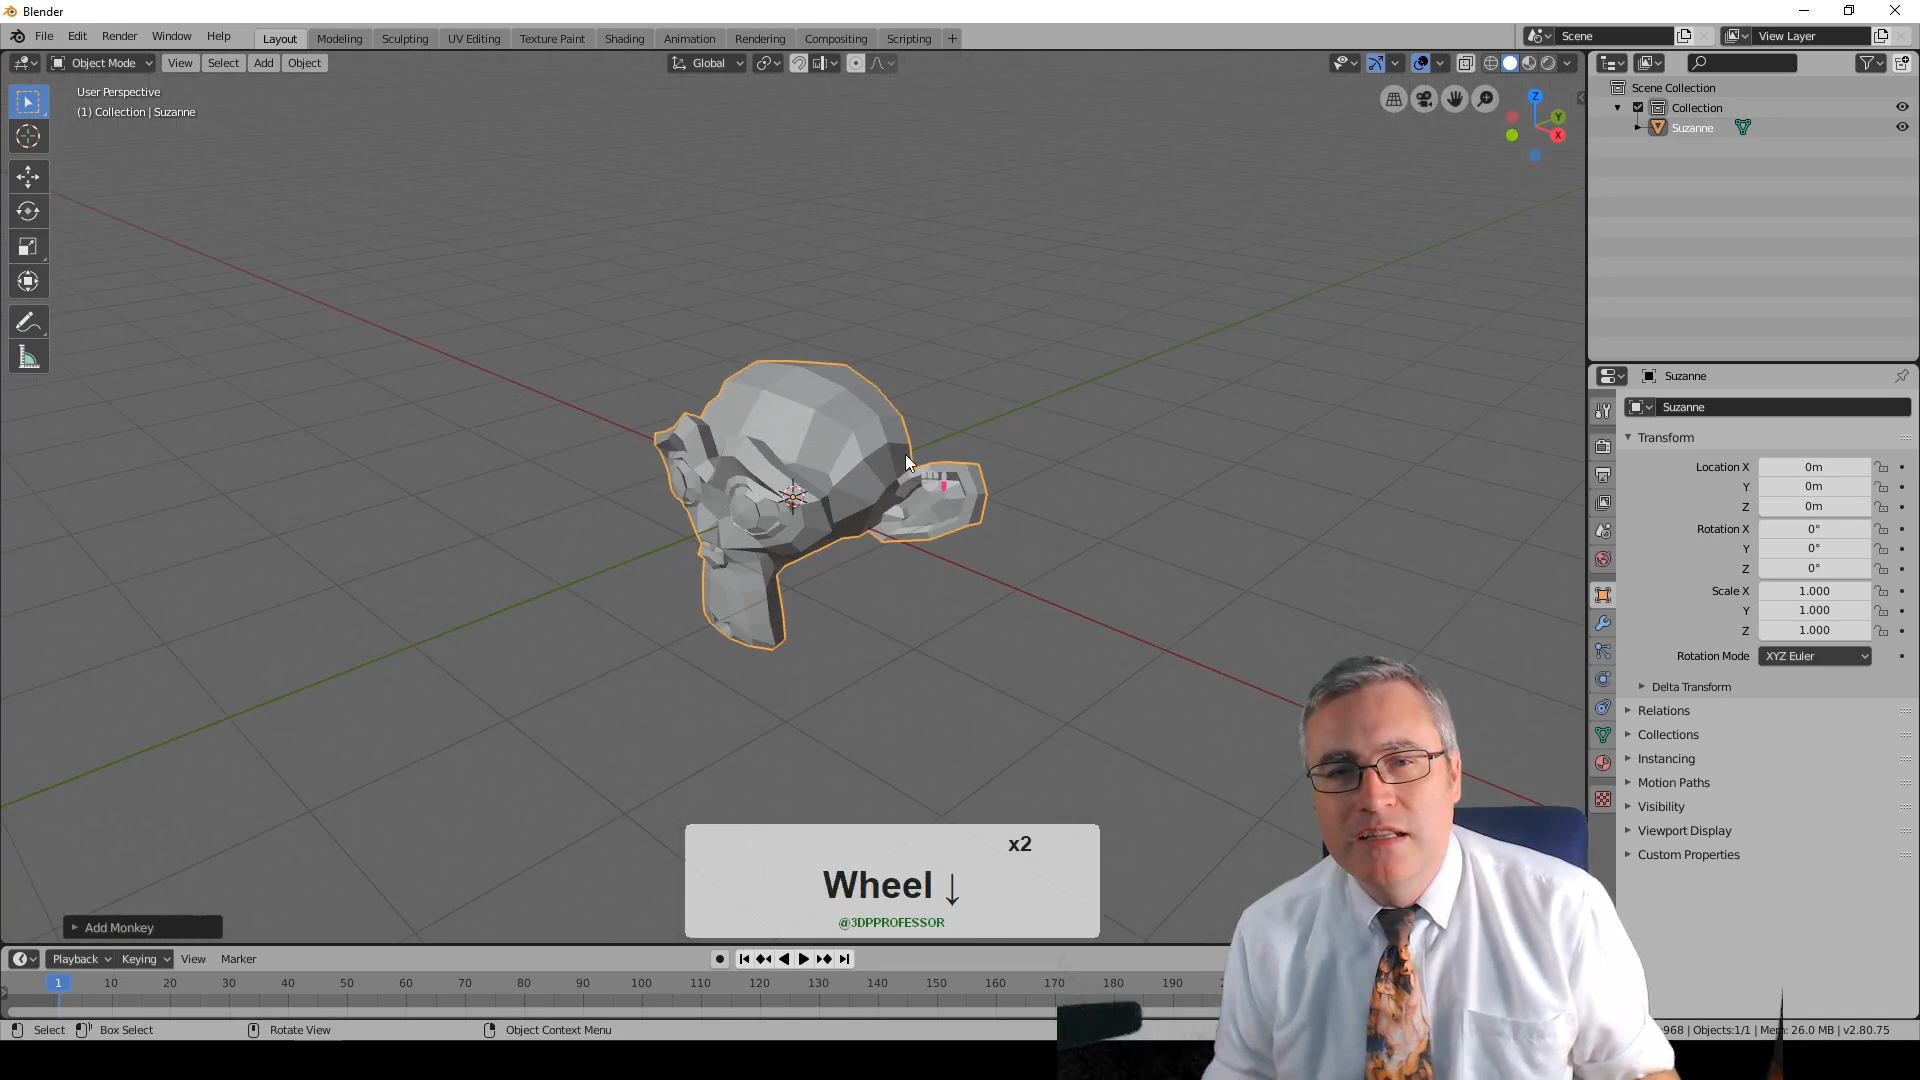 Blender
File Edit Render Window Help
Layout Modeling Sculpting UV Editing Texture Paint Shading Animation Rendering Compositing Scripting +
Scene
View Layer
Object Mode View Select Add Object
Global
User Perspective
(1) Collection | Suzanne
Z
Y
X
Scene Collection
Collection
Suzanne
Suzanne
Suzanne
Transform
Location X 0m
Y 0m
Z 0m
Rotation X 0°
Y 0°
Z 0°
Scale X 1.000
Y 1.000
Z 1.000
Rotation Mode XYZ Euler
Delta Transform
Relations
Collections
Instancing
Motion Paths
Visibility
Viewport Display
Custom Properties
x2
Wheel ↓
@3DPPROFESSOR
Add Monkey
Playback Keying View Marker
1 10 20 30 40 50 60 70 80 90 100 110 120 130 140 150 160 170 180 190
Select Box Select Rotate View Object Context Menu
968 | Objects:1/1 | Mem: 26.0 MB | v2.80.75